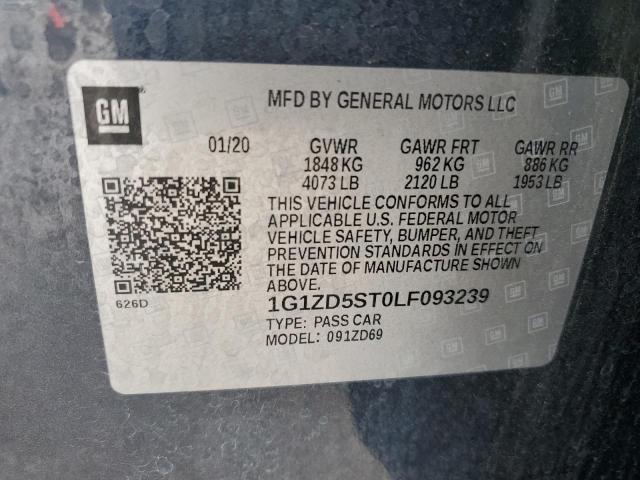 GM
MFD BY GENERAL MOTORS LLC
01/20 GVWR GAWR FRT GAWR RR
1848 KG 962 KG 886 KG
4073 LB 2120 LB 1953 LB
THIS VEHICLE CONFORMS TO ALL
APPLICABLE U.S. FEDERAL MOTOR
VEHICLE SAFETY, BUMPER, AND THEFT
PREVENTION STANDARDS IN EFFECT ON
THE DATE OF MANUFACTURE SHOWN
ABOVE.
626D
1G1ZD5ST0LF093239
TYPE: PASS CAR
MODEL: 091ZD69